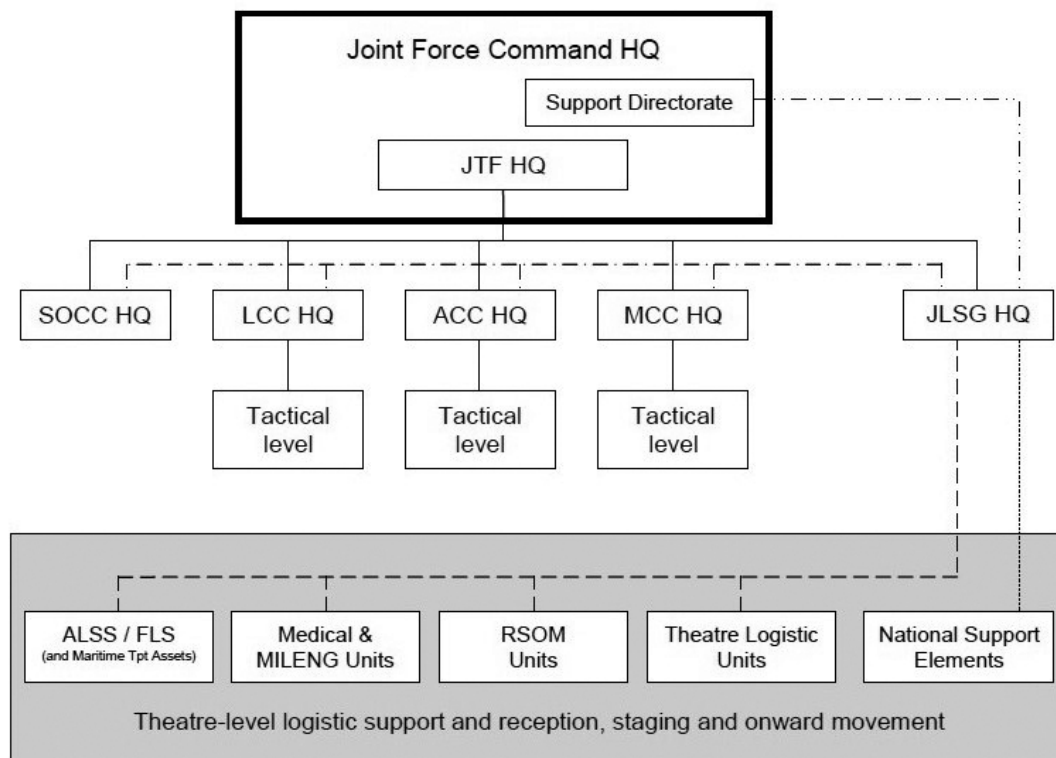 Joint Force Command HQ
Support Directorate
JTF HQ
SOCC HQ
LCC HQ
ACC HQ
MCC HQ
JLSG HQ
Tactical
level
Tactical
level
Tactical
level
ALSS / FLS
(and Maritime Tpt Assets)
Medical &
MILENG Units
RSOM
Units
Theatre Logistic
Units
National Support
Elements
Theatre-level logistic support and reception, staging and onward movement